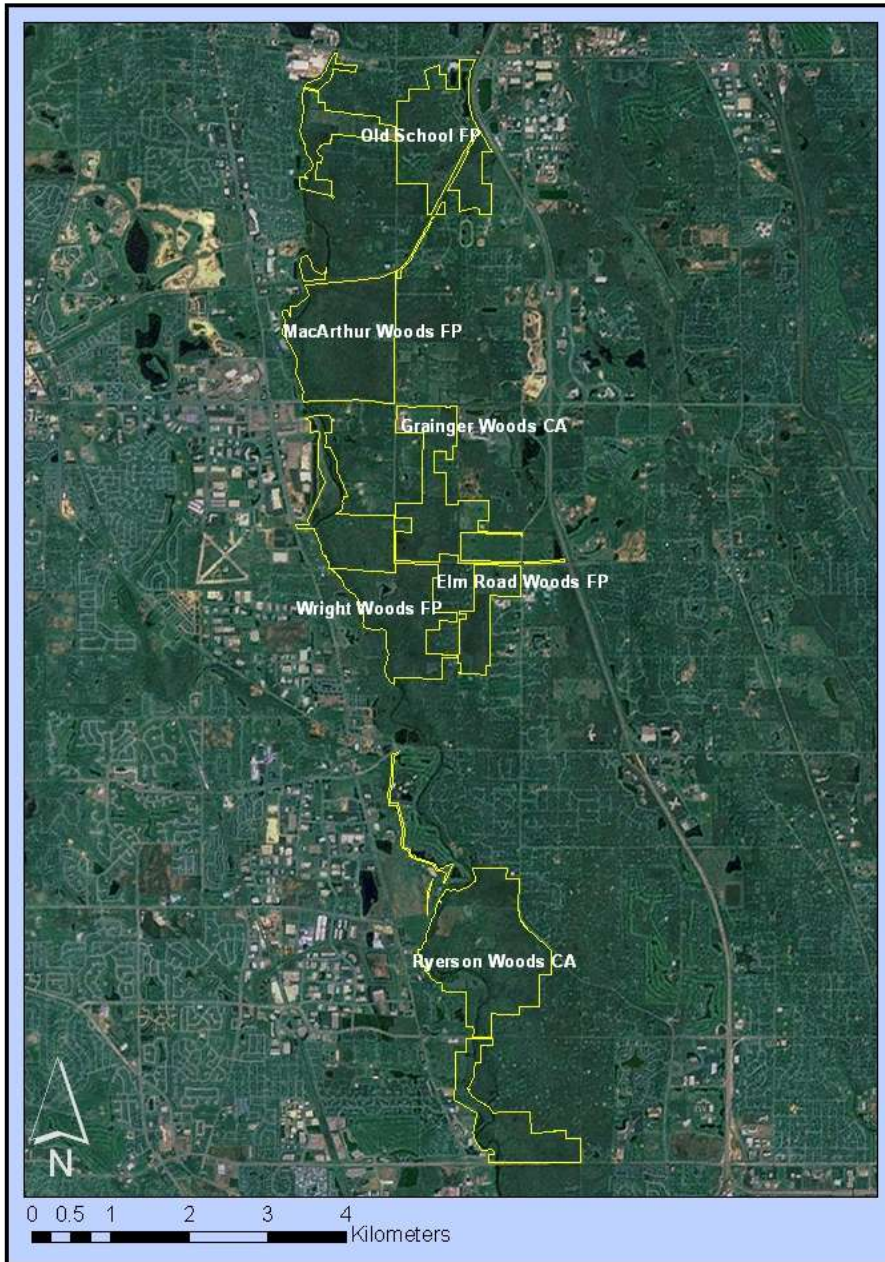 Old School FP
MacArthur Woods FP
Grainger Woods CA
Elm Road Woods FP
Wright Woods FP
Ryerson Woods CA
N
0 0.5 1 2 3 4
Kilometers